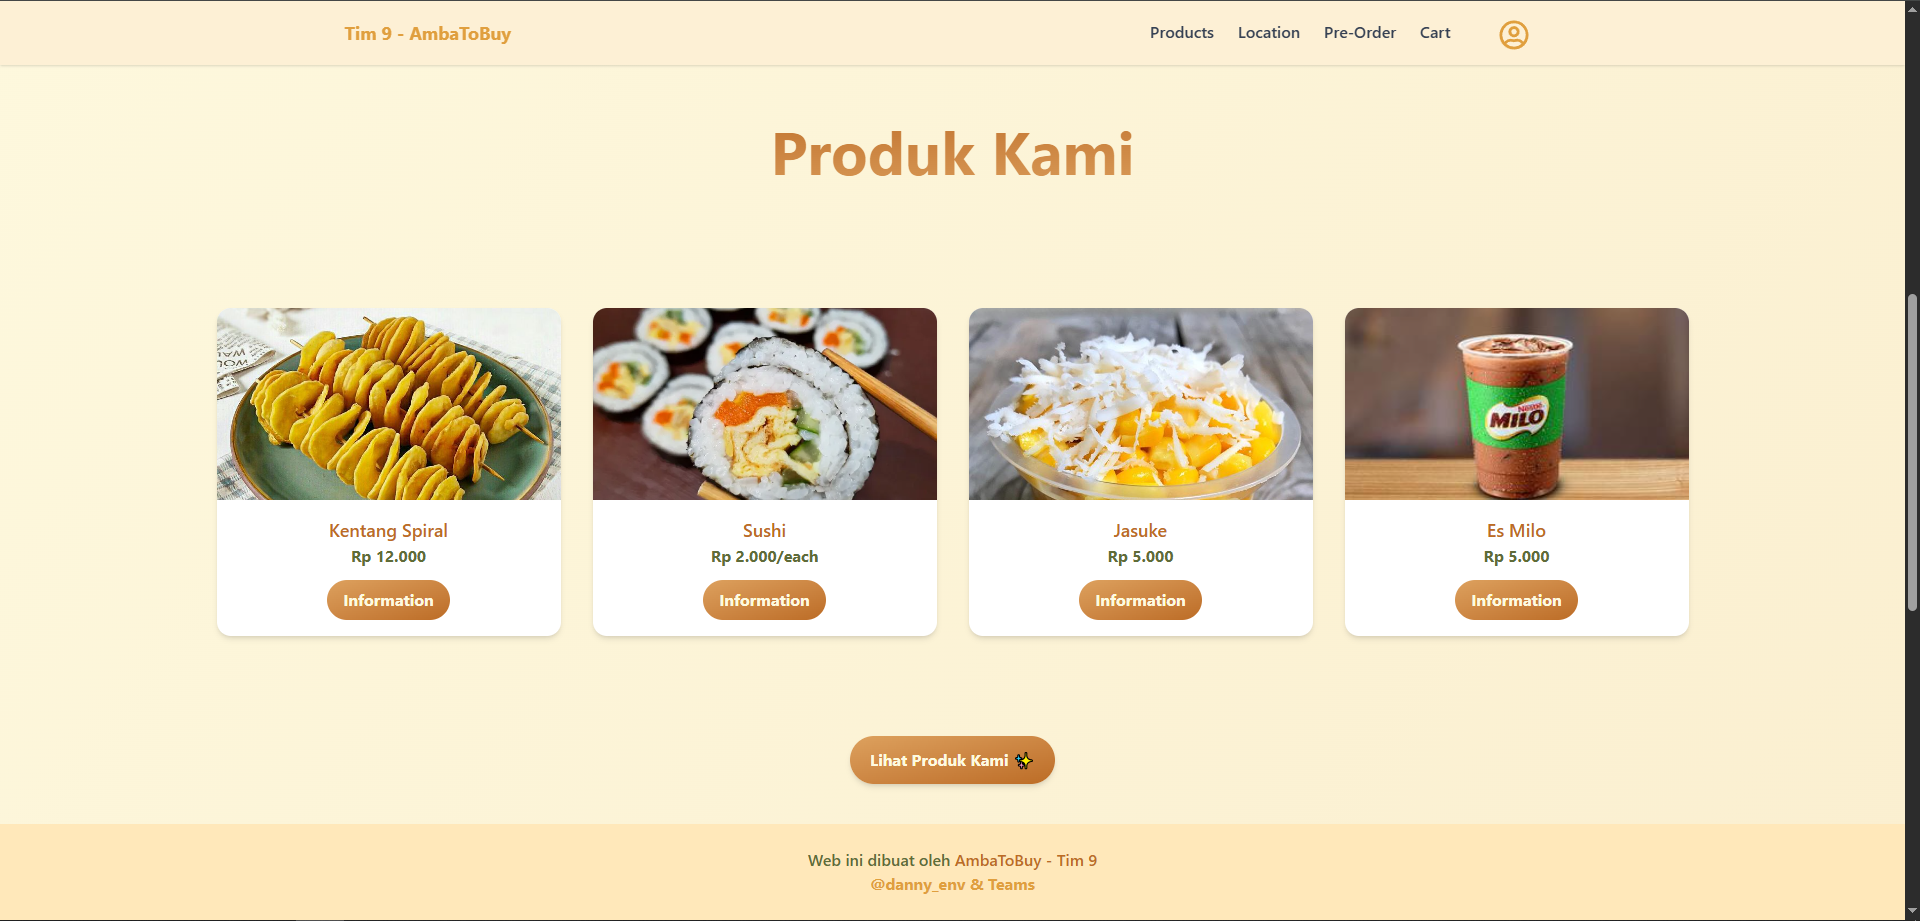 Tim 9 - AmbaToBuy
Products
Location
Pre-Order
Cart
Produk Kami
Nestlé
MILO
Kentang Spiral
Rp 12.000
Information
Sushi
Rp 2.000/each
Information
Jasuke
Rp 5.000
Information
Es Milo
Rp 5.000
Information
Lihat Produk Kami ✨
Web ini dibuat oleh AmbaToBuy - Tim 9
@danny_env & Teams